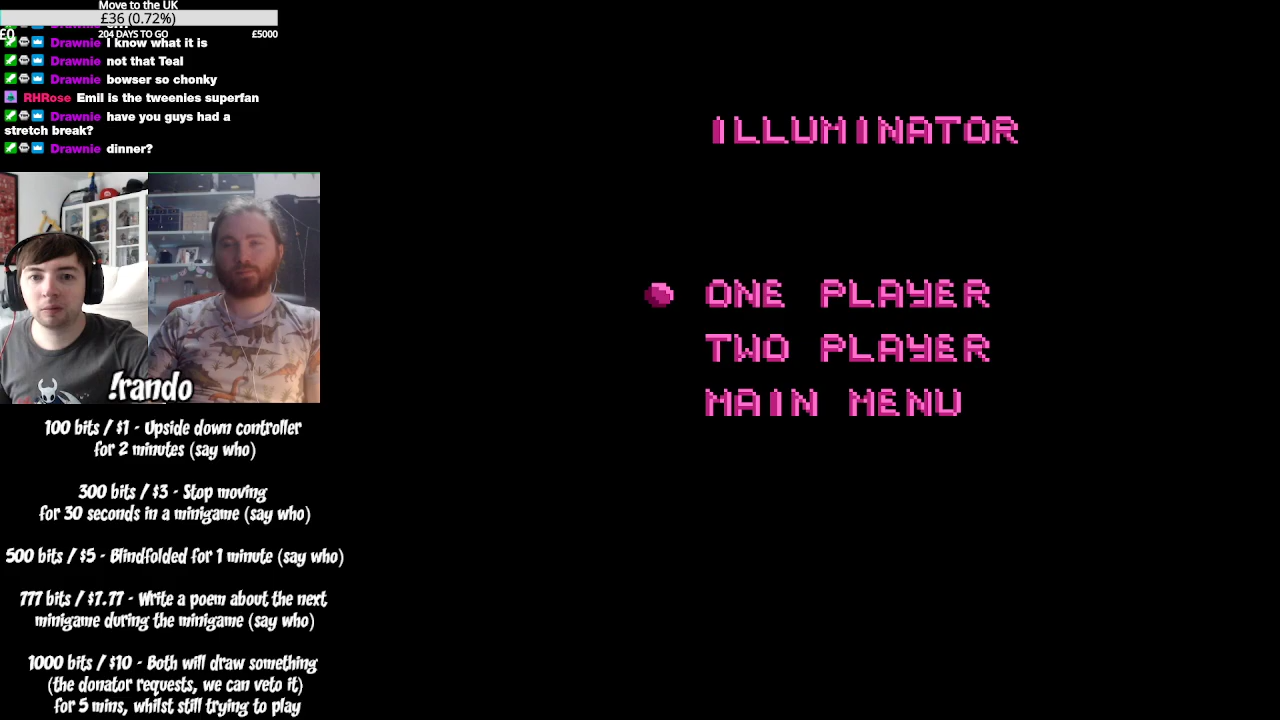 Move to the UK
£36 (0.72%)
£0
204 DAYS TO GO
£5000
Drawnie I know what it is
Drawnie not that Teal
Drawnie bowser so chonky
RHRose Emil is the tweenies superfan
Drawnie have you guys had a
stretch break?
Drawnie dinner?
!rando
100 bits / $1 - Upside down controller
for 2 minutes (say who)
300 bits / $3 - Stop moving
for 30 seconds in a minigame (say who)
500 bits / $5 - Blindfolded for 1 minute (say who)
777 bits / $7.77 - Write a poem about the next
minigame during the minigame (say who)
1000 bits / $10 - Both will draw something
(the donator requests, we can veto it)
for 5 mins, whilst still trying to play
ILLUMINATOR
ONE PLAYER
TWO PLAYER
MAIN MENU